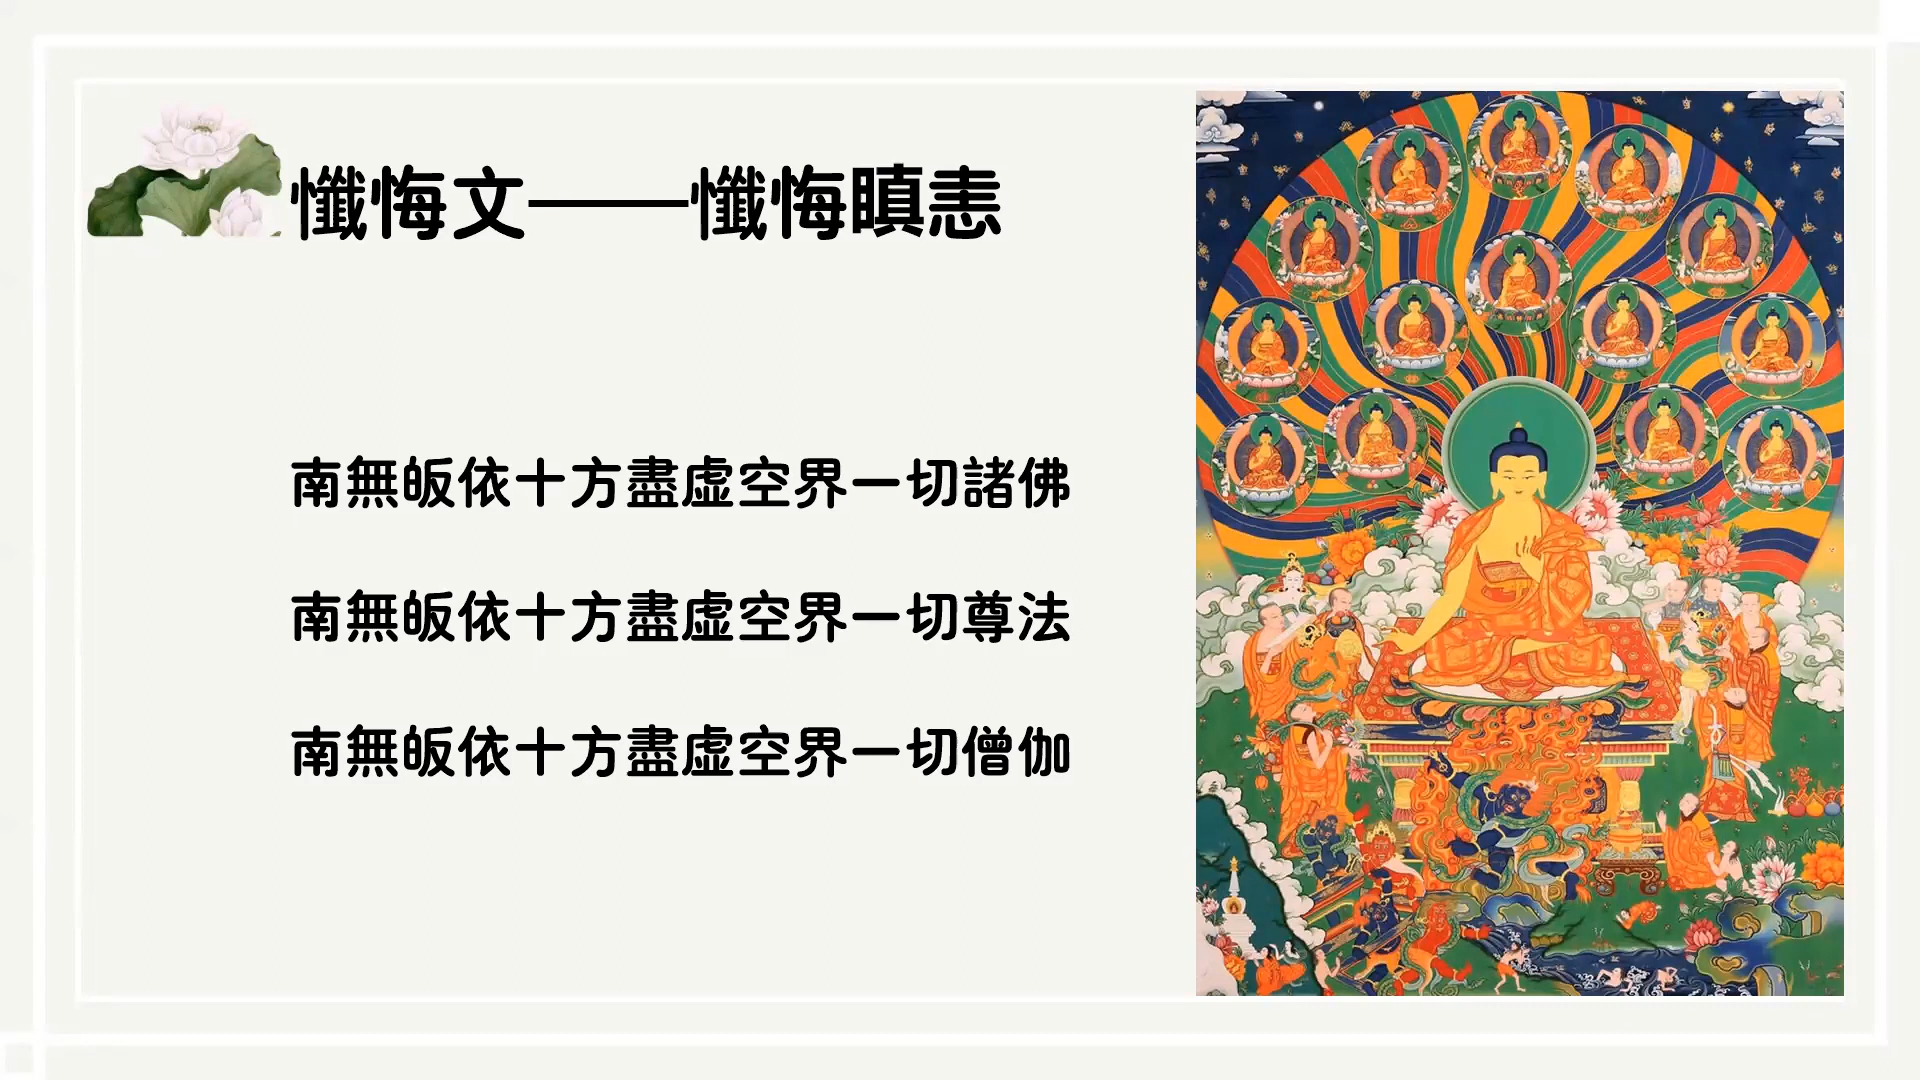 懺悔文——懺悔瞋恚
南無皈依十方盡虛空界一切諸佛
南無皈依十方盡虛空界一切尊法
南無皈依十方盡虛空界一切僧伽